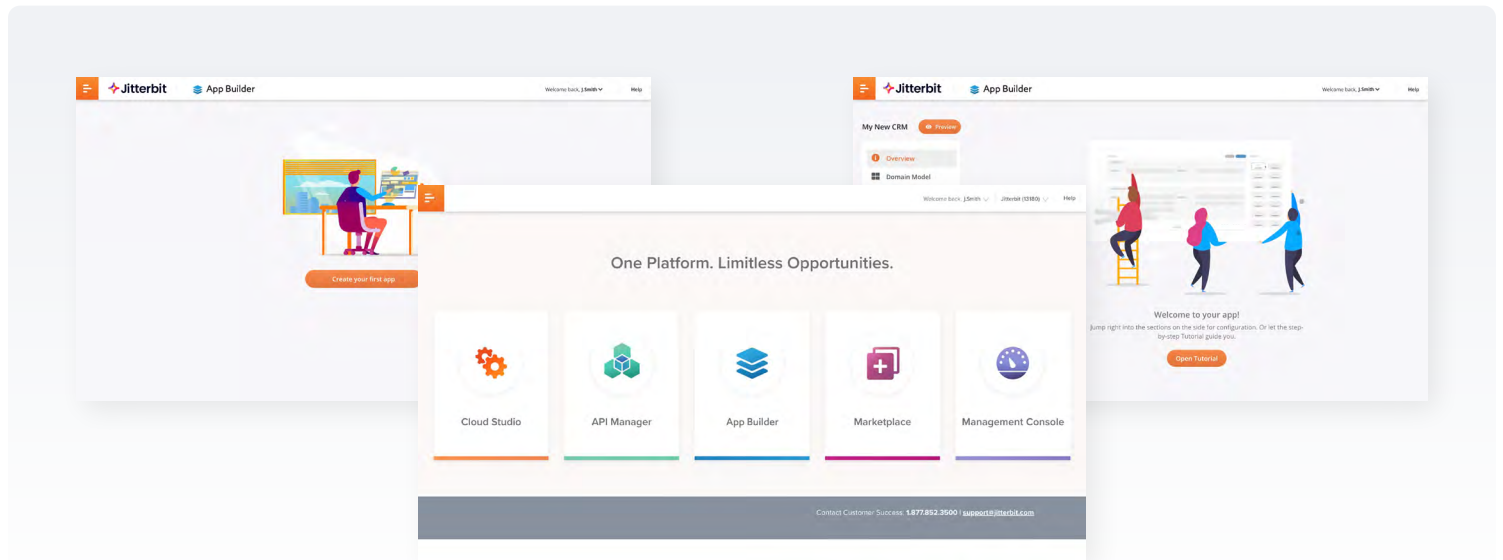 Jitterbit
App Builder
Welcome back, J.Smith
Help
Create your first app
Jitterbit
App Builder
Welcome back, J.Smith
Help
My New CRM
Preview
Overview
Domain Model
Welcome to your app!
Jump right into the sections on the side for configuration. Or let the step-
by-step Tutorial guide you.
Open Tutorial
Welcome back, J.Smith
Jitterbit (13180)
Help
One Platform. Limitless Opportunities.
Cloud Studio
API Manager
App Builder
Marketplace
Management Console
Contact Customer Success: 1.877.852.3500 | support@jitterbit.com